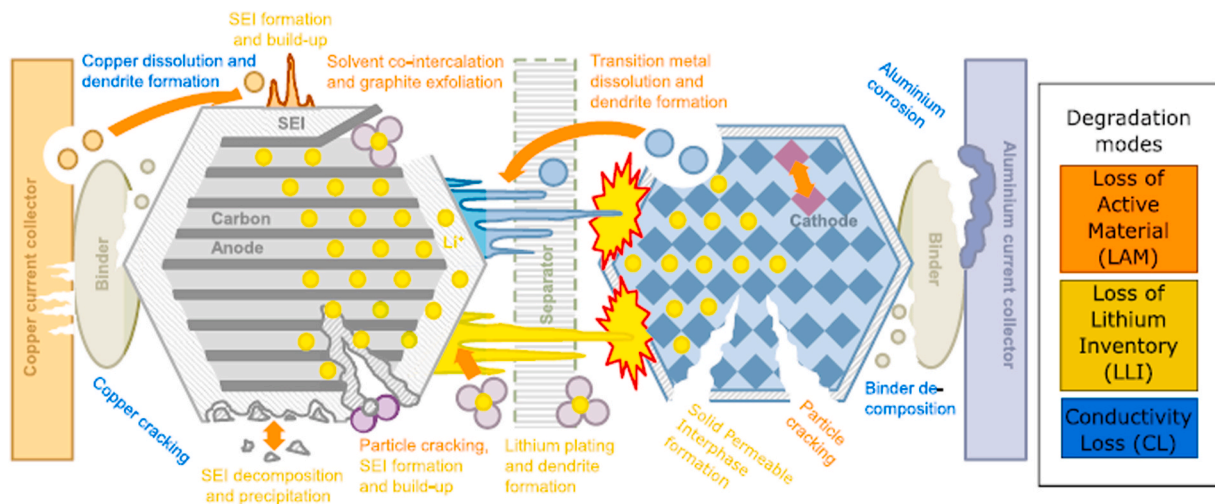 SEI formation
and build-up
Copper dissolution and
dendrite formation
Solvent co-intercalation
and graphite exfoliation
Transition metal
dissolution and
dendrite formation
Aluminium
corrosion
Copper current collector
Binder
SEI
Carbon
Anode
Li⁺
Separator
Cathode
Binder
Aluminium current collector
Copper cracking
SEI decomposition
and precipitation
Particle cracking,
SEI formation
and build-up
Lithium plating
and dendrite
formation
Solid Permeable
Interphase
formation
Particle
cracking
Binder de-
composition
Degradation
modes
Loss of
Active
Material
(LAM)
Loss of
Lithium
Inventory
(LLI)
Conductivity
Loss (CL)